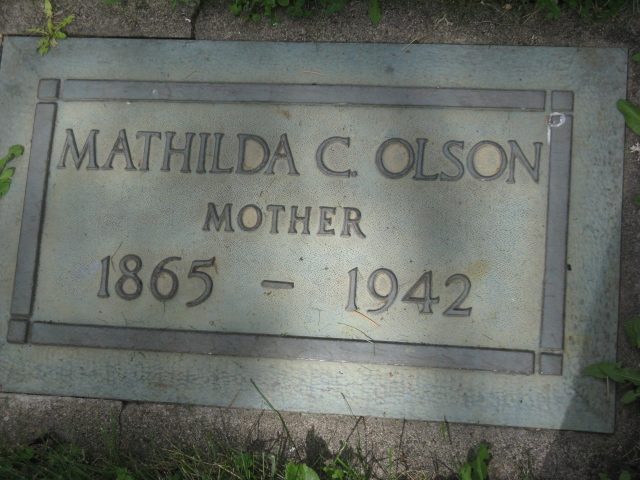 MATHILDA C. OLSON
MOTHER
1865 - 1942